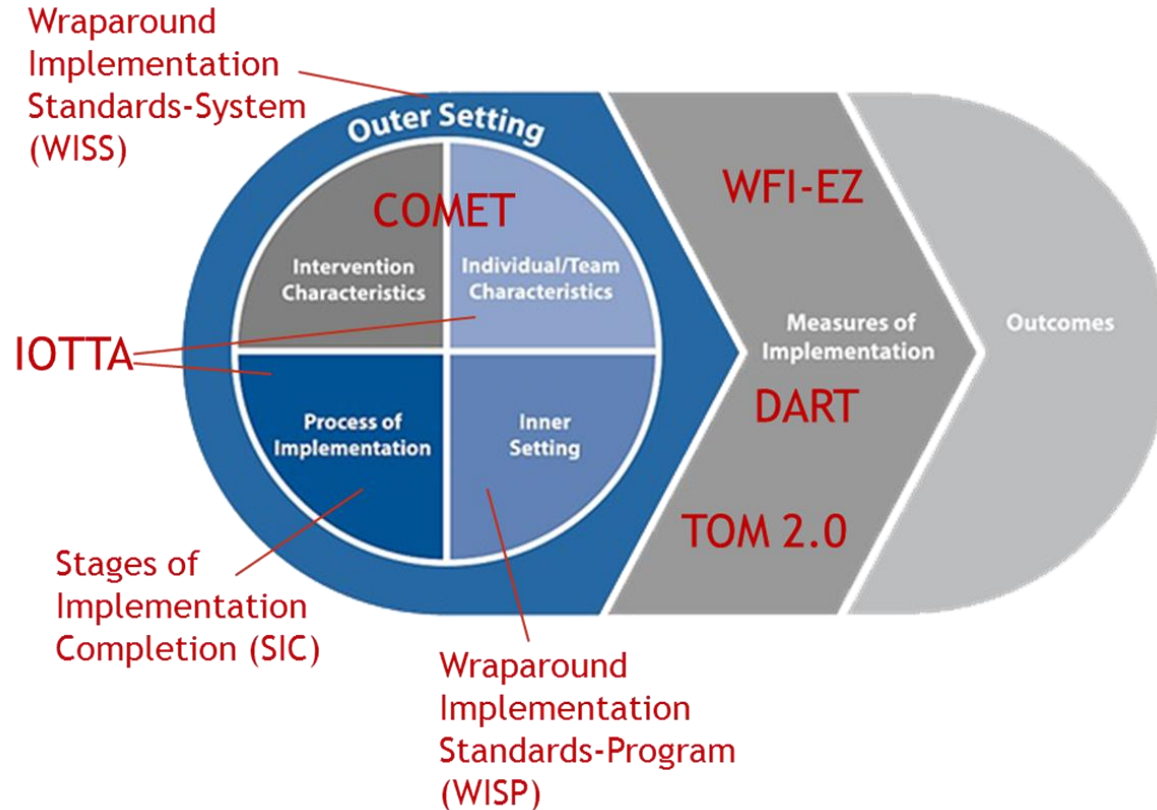 Wraparound
Implementation
Standards-System
(WISS)
Outer Setting
COMET
Intervention
Characteristics
Individual/Team
Characteristics
IOTTA
Process of
Implementation
Inner
Setting
Stages of
Implementation
Completion (SIC)
Wraparound
Implementation
Standards-Program
(WISP)
WFI-EZ
Measures of
Implementation
DART
TOM 2.0
Outcomes